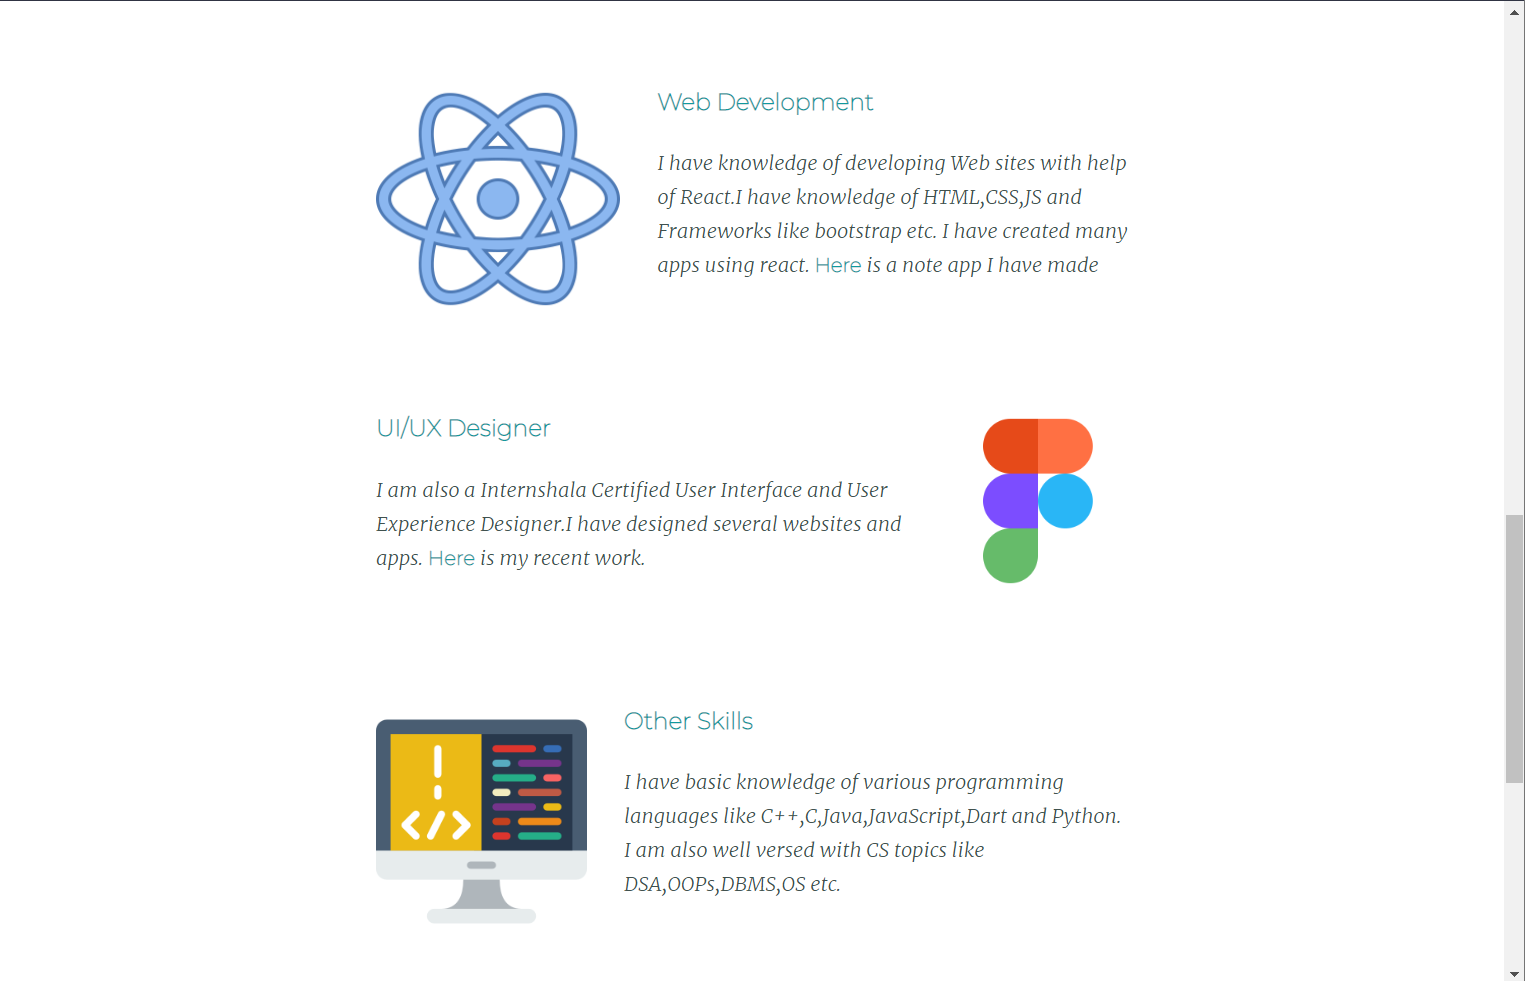 Web Development
I have knowledge of developing Web sites with help
of React.I have knowledge of HTML,CSS,JS and
Frameworks like bootstrap etc. I have created many
apps using react. Here is a note app I have made
UI/UX Designer
I am also a Internshala Certified User Interface and User
Experience Designer.I have designed several websites and
apps. Here is my recent work.
Other Skills
I have basic knowledge of various programming
languages like C++,C,Java,JavaScript,Dart and Python.
I am also well versed with CS topics like
DSA,OOPs,DBMS,OS etc.